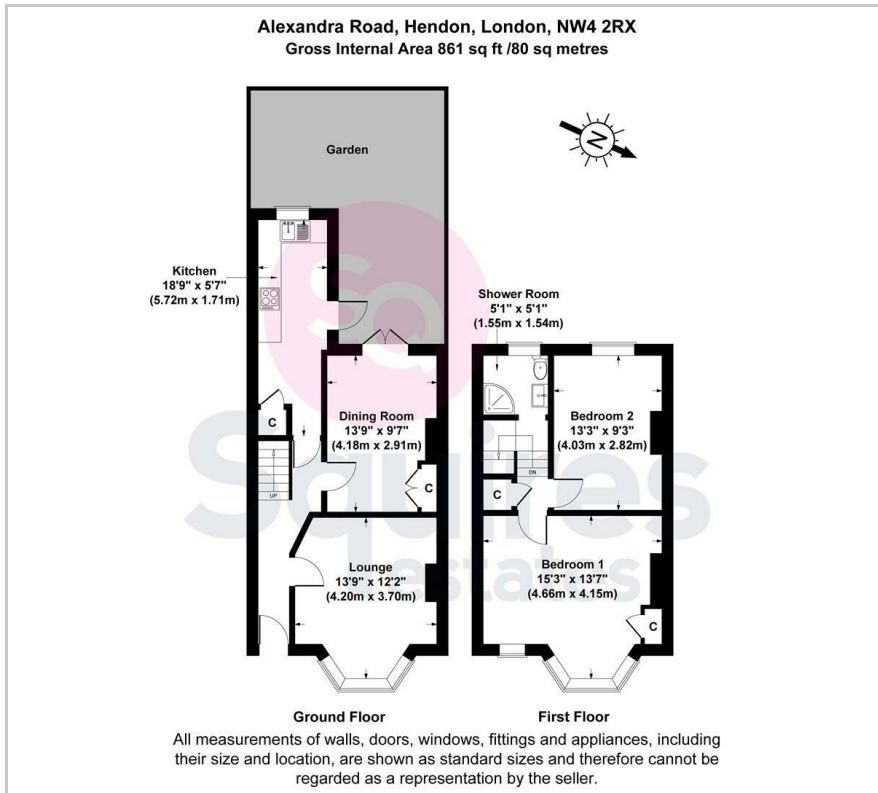 Alexandra Road, Hendon, London, NW4 2RX
Gross Internal Area 861 sq ft /80 sq metres
Garden
N
Kitchen
18'9" x 5'7"
(5.72m x 1.71m)
Shower Room
5'1" x 5'1"
(1.55m x 1.54m)
SQ
Squires
estates
C
Dining Room
13'9" x 9'7"
(4.18m x 2.91m)
C
UP
Bedroom 2
13'3" x 9'3"
(4.03m x 2.82m)
DN
C
Lounge
13'9" x 12'2"
(4.20m x 3.70m)
Bedroom 1
15'3" x 13'7"
(4.66m x 4.15m)
C
Ground Floor
First Floor
All measurements of walls, doors, windows, fittings and appliances, including
their size and location, are shown as standard sizes and therefore cannot be
regarded as a representation by the seller.